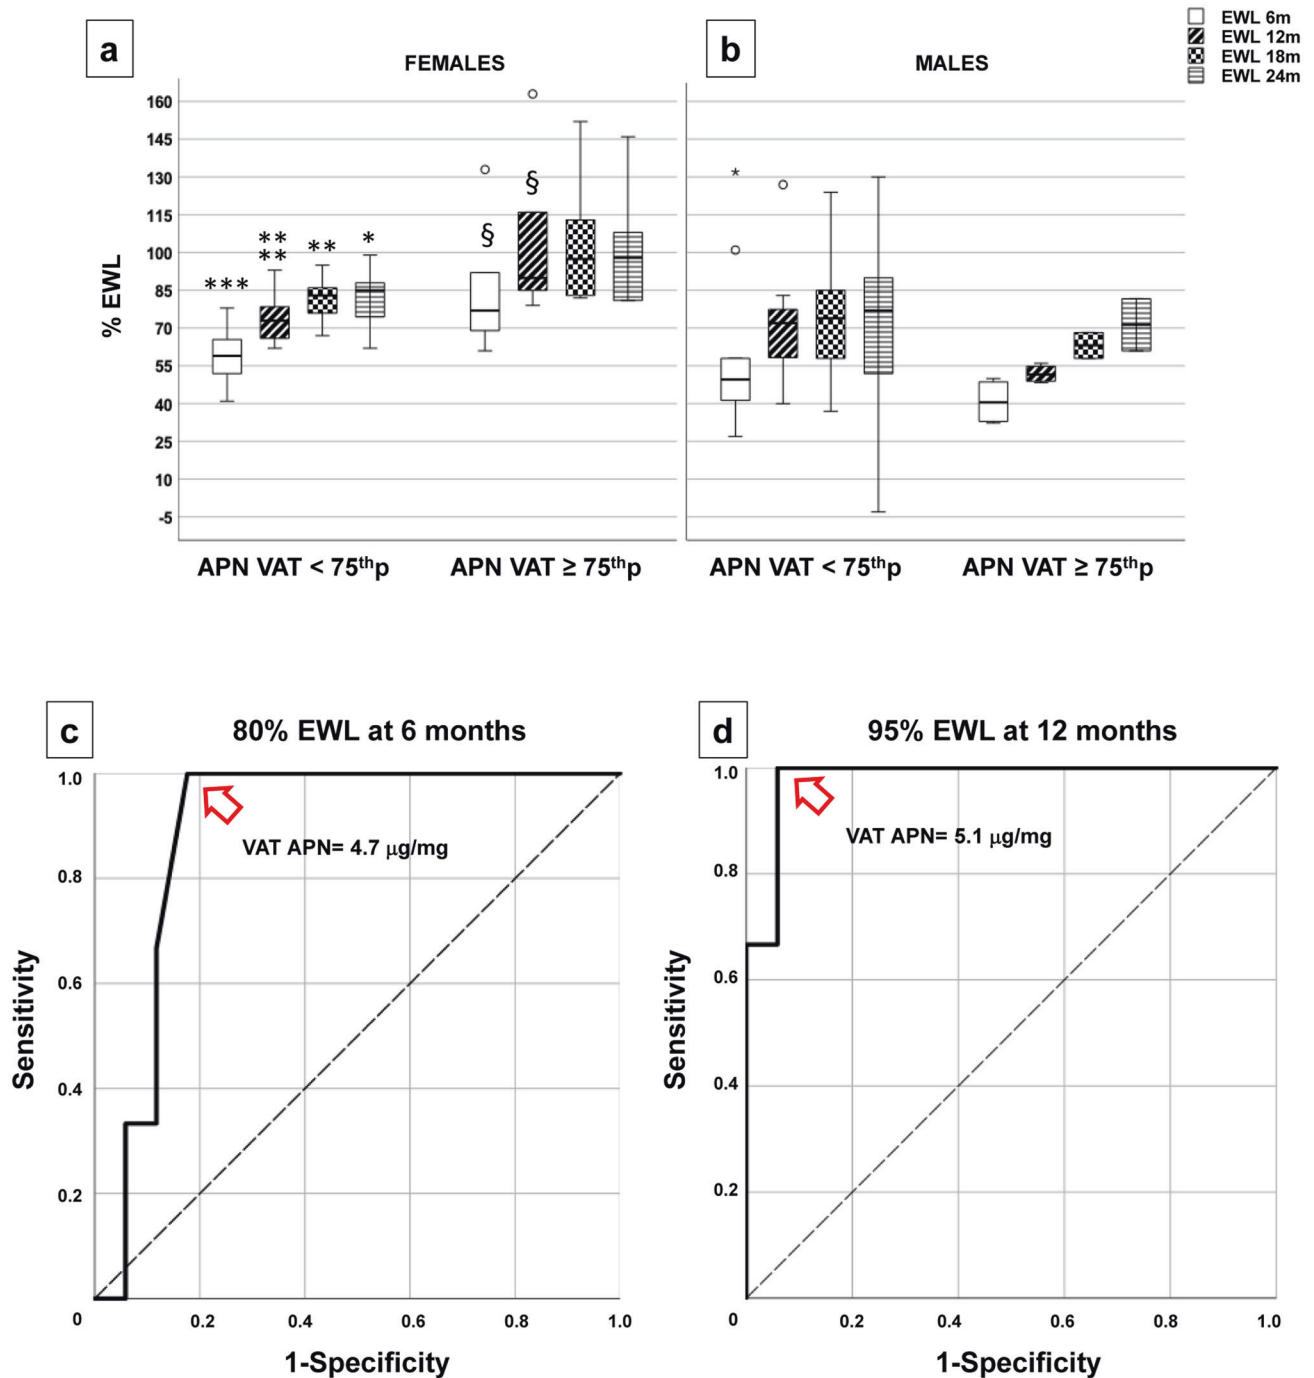 a
FEMALES
b
MALES
EWL 6m
EWL 12m
EWL 18m
EWL 24m
% EWL
160
145
130
115
100
85
70
55
40
25
10
-5
***
**
**
**
*
§
§
*
APN VAT < 75thp
APN VAT ≥ 75thp
APN VAT < 75thp
APN VAT ≥ 75thp
c
80% EWL at 6 months
Sensitivity
1.0
0.8
0.6
0.4
0.2
0
VAT APN= 4.7 µg/mg
0.2
0.4
0.6
0.8
1.0
1-Specificity
d
95% EWL at 12 months
Sensitivity
1.0
0.8
0.6
0.4
0.2
0
VAT APN= 5.1 µg/mg
0.2
0.4
0.6
0.8
1.0
1-Specificity